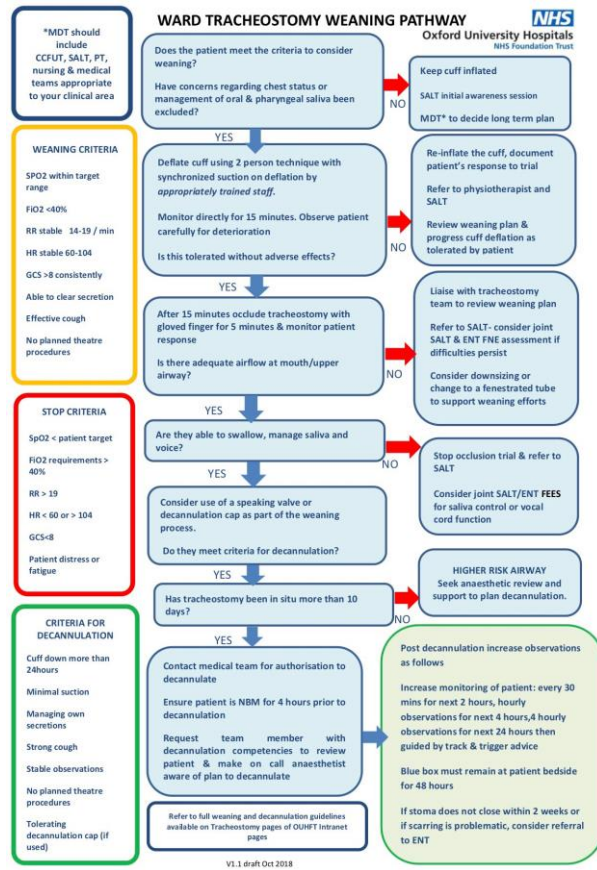 WARD TRACHEOSTOMY WEANING PATHWAY
NHS
Oxford University Hospitals
NHS Foundation Trust
*MDT should
include
CCFUT, SALT, PT,
nursing & medical
teams appropriate
to your clinical area
Does the patient meet the criteria to consider
weaning?
Have concerns regarding chest status or
management of oral & pharyngeal saliva been
excluded?
NO
Keep cuff inflated
SALT initial awareness session
MDT* to decide long term plan
YES
WEANING CRITERIA
SPO2 within target
range
FiO2 <40%
RR stable 14-19 / min
HR stable 60-104
GCS >8 consistently
Able to clear secretion
Effective cough
No planned theatre
procedures
Deflate cuff using 2 person technique with
synchronized suction on deflation by
appropriately trained staff.
Monitor directly for 15 minutes. Observe patient
carefully for deterioration
Is this tolerated without adverse effects?
NO
Re-inflate the cuff, document
patient's response to trial
Refer to physiotherapist and
SALT
Review weaning plan &
progress cuff deflation as
tolerated by patient
YES
After 15 minutes occlude tracheostomy with
gloved finger for 5 minutes & monitor patient
response
Is there adequate airflow at mouth/upper
airway?
NO
Liaise with tracheostomy
team to review weaning plan
Refer to SALT- consider joint
SALT & ENT FNE assessment if
difficulties persist
Consider downsizing or
change to a fenestrated tube
to support weaning efforts
YES
STOP CRITERIA
SpO2 < patient target
FiO2 requirements >
40%
RR > 19
HR < 60 or > 104
GCS<8
Patient distress or
fatigue
Are they able to swallow, manage saliva and
voice?
NO
Stop occlusion trial & refer to
SALT
Consider joint SALT/ENT FEES
for saliva control or vocal
cord function
YES
Consider use of a speaking valve or
decannulation cap as part of the weaning
process.
Do they meet criteria for decannulation?
YES
Has tracheostomy been in situ more than 10
days?
NO
HIGHER RISK AIRWAY
Seek anaesthetic review and
support to plan decannulation.
YES
CRITERIA FOR
DECANNULATION
Cuff down more than
24hours
Minimal suction
Managing own
secretions
Strong cough
Stable observations
No planned theatre
procedures
Tolerating
decannulation cap (if
used)
Contact medical team for authorisation to
decannulate
Ensure patient is NBM for 4 hours prior to
decannulation
Request team member with
decannulation competencies to review
patient & make on call anaesthetist
aware of plan to decannulate
Post decannulation increase observations
as follows
Increase monitoring of patient: every 30
mins for next 2 hours, hourly
observations for next 4 hours,4 hourly
observations for next 24 hours then
guided by track & trigger advice
Blue box must remain at patient bedside
for 48 hours
If stoma does not close within 2 weeks or
if scarring is problematic, consider referral
to ENT
Refer to full weaning and decannulation guidelines
available on Tracheostomy pages of OUHFT Intranet
pages
V1.1 draft Oct 2018